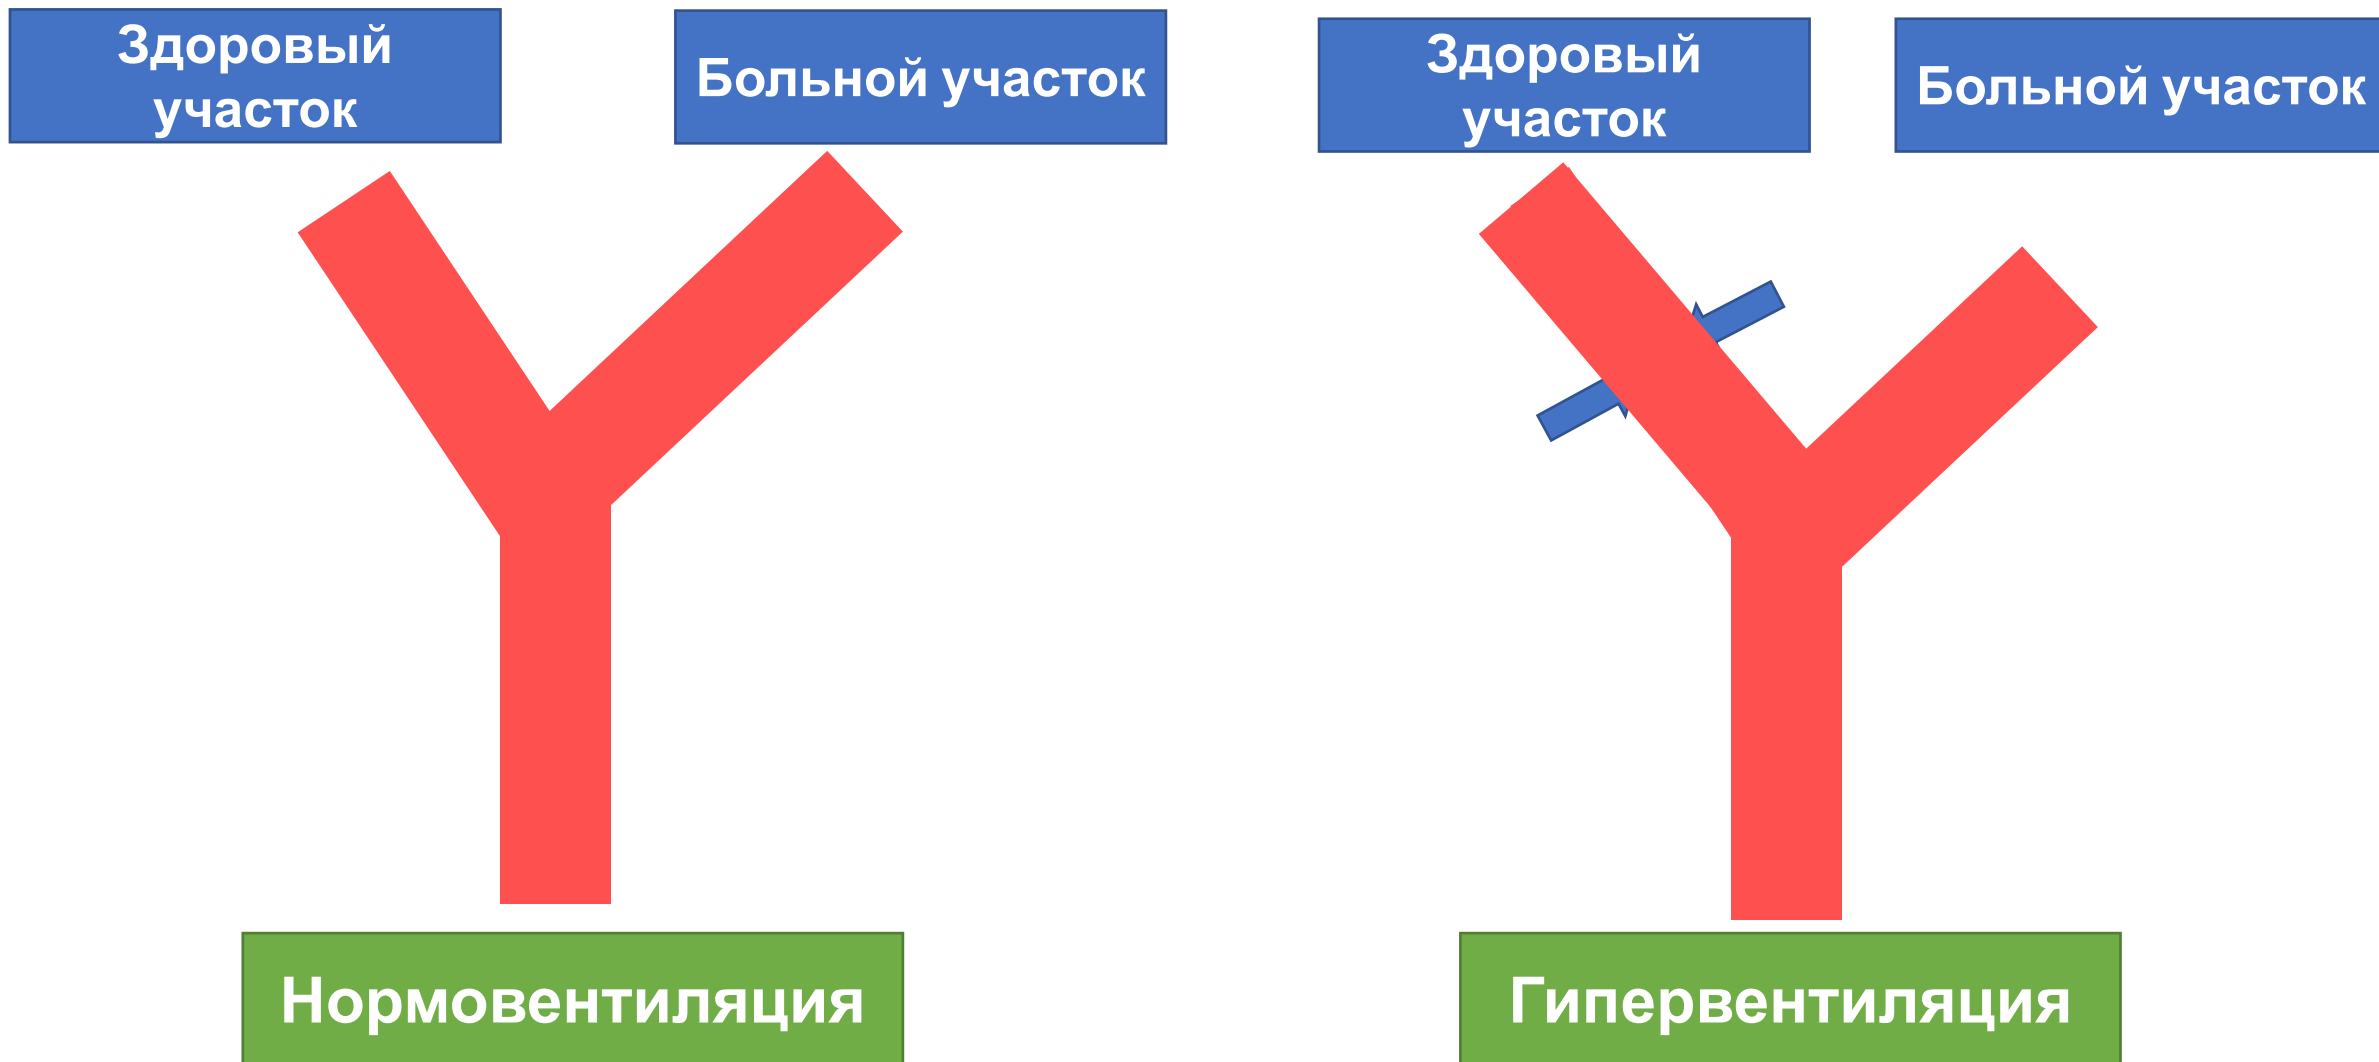 Здоровый
участок
Больной участок
Здоровый
участок
Больной участок
Нормовентиляция
Гипервентиляция